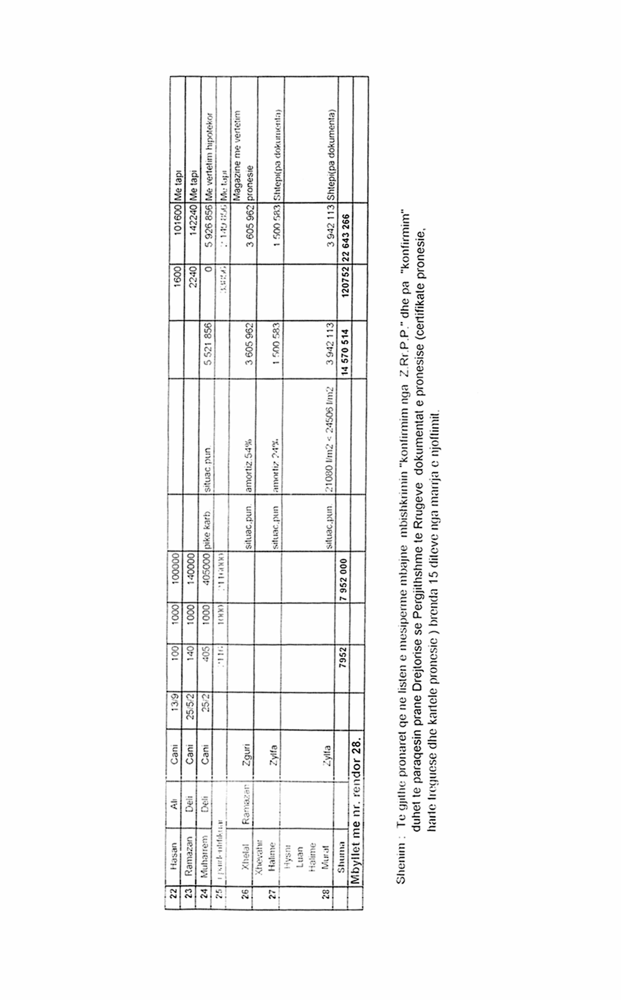 22 Hasan Ali Cani 13/9 100 1000 100000 1600 101600 Me tapi
23 Ramazan Deli Cani 25/5/2 140 1000 140000 2240 142240 Me tapi
24 Muharrem Deli Cani 25/2 405 1000 405000 pike karb. situac.pun. 5 521 856 0 5 926 856 Me vertetim hipotekor
25 1000 Me tapi
Magazine me vertetim
26 Xhelal Ramazan Zguri situac.pun. amortiz.54% 3 605 962 3 605 962 pronesie
Xhevahir
27 Halime Zylfa situac.pun amortiz 24% 1 500 583 1 500 583 Shtepi(pa dokumenta)
Hysni
Luan
Halime
28 Murat Zylfa situac.pun. 21080 l/m2 < 24506 l/m2 3 942 113 3 942 113 Shtepi(pa dokumenta)
Shuma 7952 7 952 000 14 570 514 120752 22 643 266
Mbyllet me nr. rendor 28.
Shenim : Te gjithe pronaret qe ne listen e mesiperme mbajne mbishkrimin "konfirmim nga Z.Rr.P.P." dhe pa "konfirmim"
duhet te paraqesin prane Drejtorise se Pergjithshme te Rrugeve dokumentat e pronesise (certifikate pronesie,
harte treguese dhe kartele pronesie ) brenda 15 diteve nga marrja e njoftimit.